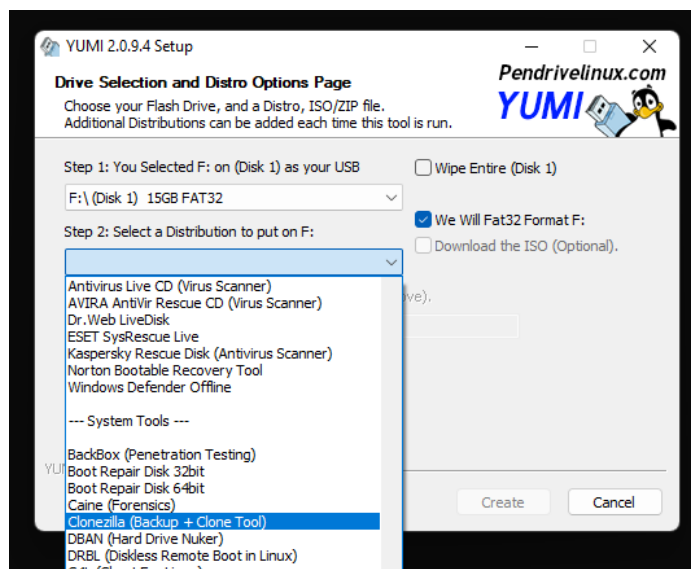 YUMI 2.0.9.4 Setup
Drive Selection and Distro Options Page
Choose your Flash Drive, and a Distro, ISO/ZIP file.
Additional Distributions can be added each time this tool is run.
Pendrivelinux.com
YUMI
Step 1: You Selected F: on (Disk 1) as your USB
Wipe Entire (Disk 1)
F:\ (Disk 1) 15GB FAT32
We Will Fat32 Format F:
Step 2: Select a Distribution to put on F:
Download the ISO (Optional).
Antivirus Live CD (Virus Scanner)
AVIRA AntiVir Rescue CD (Virus Scanner)
ve).
Dr.Web LiveDisk
ESET SysRescue Live
Kaspersky Rescue Disk (Antivirus Scanner)
Norton Bootable Recovery Tool
Windows Defender Offline
--- System Tools ---
BackBox (Penetration Testing)
YU
Boot Repair Disk 32bit
Boot Repair Disk 64bit
Caine (Forensics)
Clonezilla (Backup + Clone Tool)
DBAN (Hard Drive Nuker)
DRBL (Diskless Remote Boot in Linux)
Create
Cancel